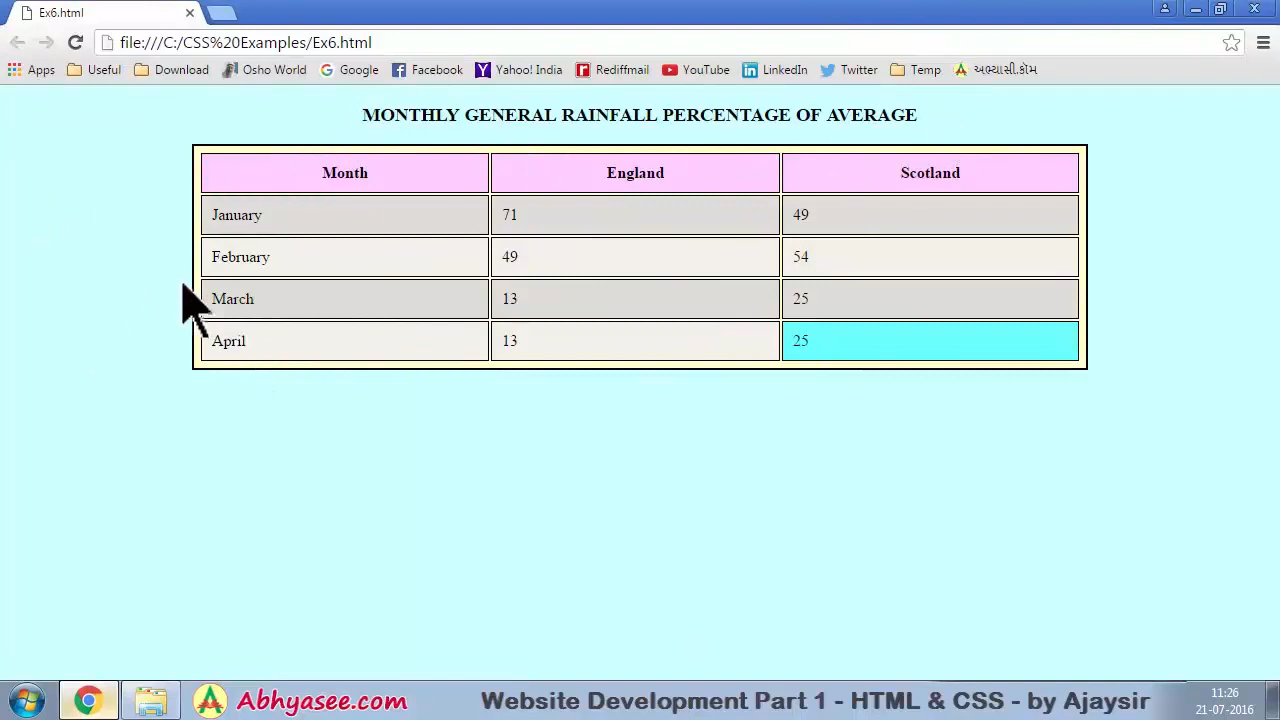 Ex6.html
file:///C:/CSS%20Examples/Ex6.html
Apps Useful Download Osho World Google Facebook Yahoo! India Rediffmail YouTube LinkedIn Twitter Temp અભ્યાસી.કોમ
MONTHLY GENERAL RAINFALL PERCENTAGE OF AVERAGE
Month England Scotland
January 71 49
February 49 54
March 13 25
April 13 25
Abhyasee.com Website Development Part 1 - HTML & CSS - by Ajaysir 11:26
21-07-2016